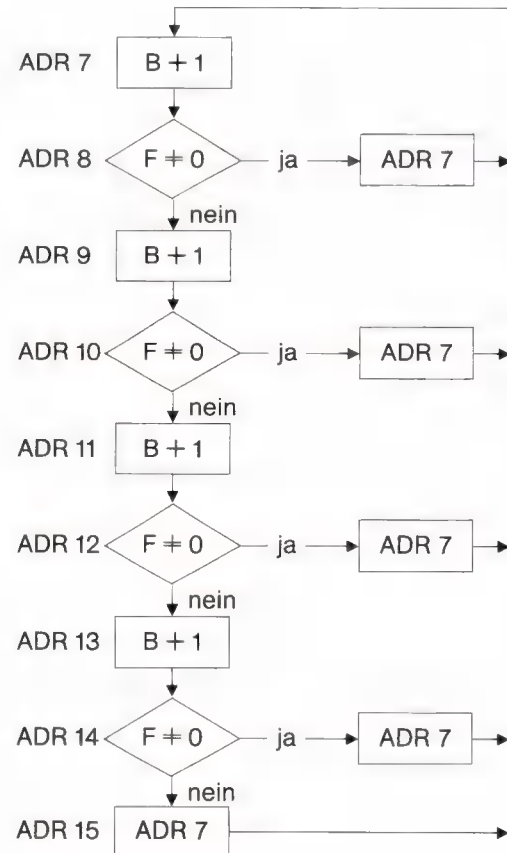 ADR 7 B + 1
ADR 8 F ≠ 0 ja ADR 7
nein
ADR 9 B + 1
ADR 10 F ≠ 0 ja ADR 7
nein
ADR 11 B + 1
ADR 12 F ≠ 0 ja ADR 7
nein
ADR 13 B + 1
ADR 14 F ≠ 0 ja ADR 7
nein
ADR 15 ADR 7